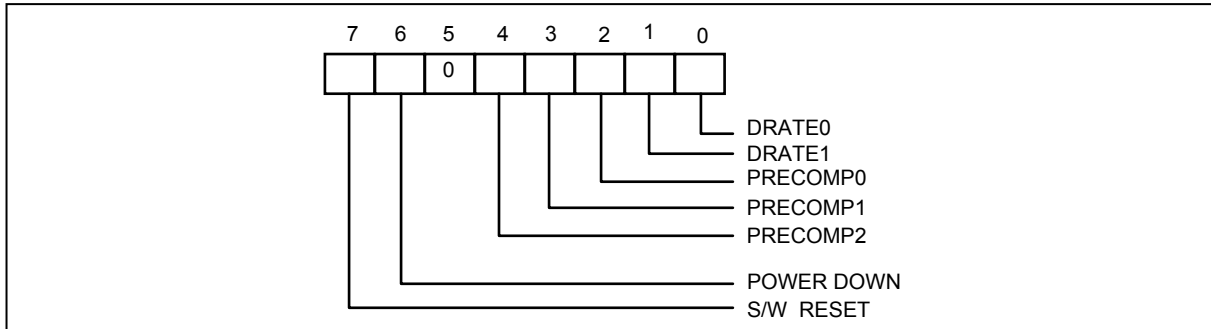 7 6 5 4 3 2 1 0
0
DRATE0
DRATE1
PRECOMP0
PRECOMP1
PRECOMP2
POWER DOWN
S/W RESET